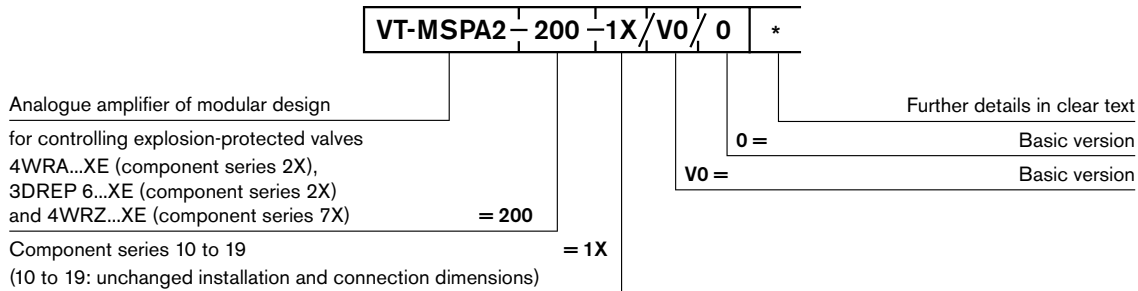 VT-MSPA2 – 200 – 1X / V0 / 0 *
Analogue amplifier of modular design
for controlling explosion-protected valves
4WRA...XE (component series 2X),
3DREP 6...XE (component series 2X)
and 4WRZ...XE (component series 7X) = 200
Component series 10 to 19 = 1X
(10 to 19: unchanged installation and connection dimensions)
Further details in clear text
0 = Basic version
V0 = Basic version